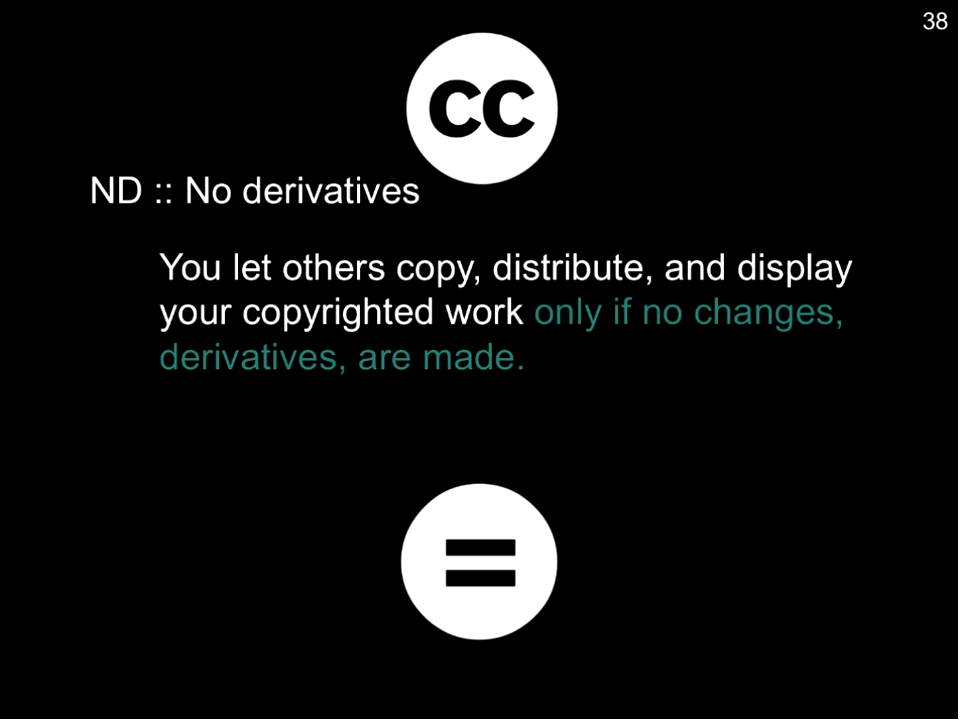 38
cc
ND :: No derivatives
You let others copy, distribute, and display
your copyrighted work only if no changes,
derivatives, are made.
=